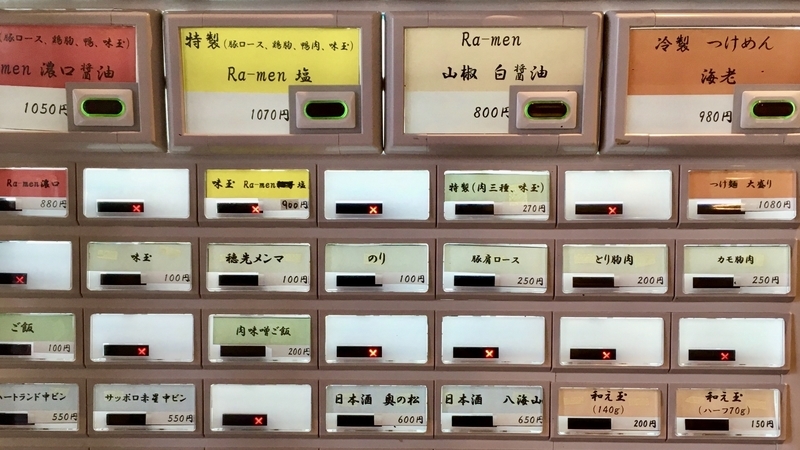 (豚ロース、鶏胸、鴨、味玉)
men 濃口醤油
1050円
特製(豚ロース、鶏胸、鴨肉、味玉)
Ra-men 塩
1070円
Ra-men
山椒 白醤油
800円
冷製 つけめん
海老
980円
Ra-men濃口
880円
味玉 Ra-men 塩
900円
特製(肉三種、味玉)
270円
つけ麺 大盛り
1080円
味玉
100円
穂先メンマ
100円
のり
100円
豚肩ロース
250円
とり胸肉
200円
カモ胸肉
250円
ご飯
100円
肉味噌ご飯
200円
ハートランド中ビン
550円
サッポロ赤星中ビン
550円
日本酒 奥の松
600円
日本酒 八海山
650円
和え玉
(140g)
200円
和え玉
(ハーフ70g)
150円